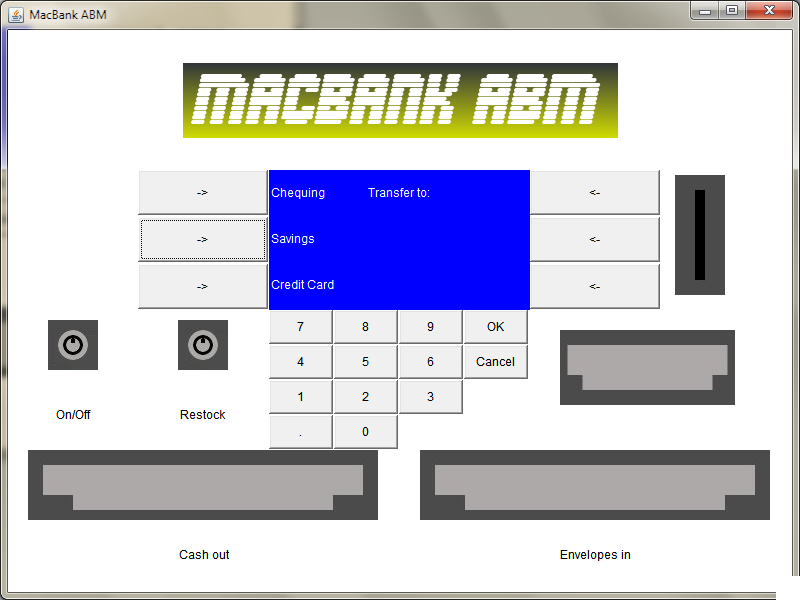 MacBank ABM
MACBANK ABM
-> Chequing Transfer to: <-
-> Savings <-
-> Credit Card <-
7 8 9 OK
4 5 6 Cancel
1 2 3
. 0
On/Off Restock
Cash out Envelopes in